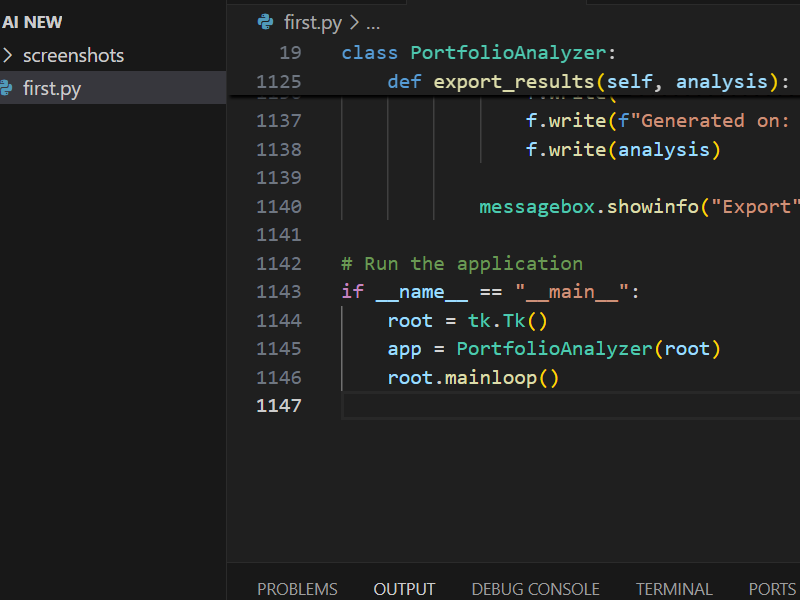 AI NEW
screenshots
first.py
first.py > ...
19 class PortfolioAnalyzer:
1125 def export_results(self, analysis):
1137 f.write(f"Generated on:
1138 f.write(analysis)
1139
1140 messagebox.showinfo("Export"
1141
1142 # Run the application
1143 if __name__ == "__main__":
1144 root = tk.Tk()
1145 app = PortfolioAnalyzer(root)
1146 root.mainloop()
1147
PROBLEMS OUTPUT DEBUG CONSOLE TERMINAL PORTS